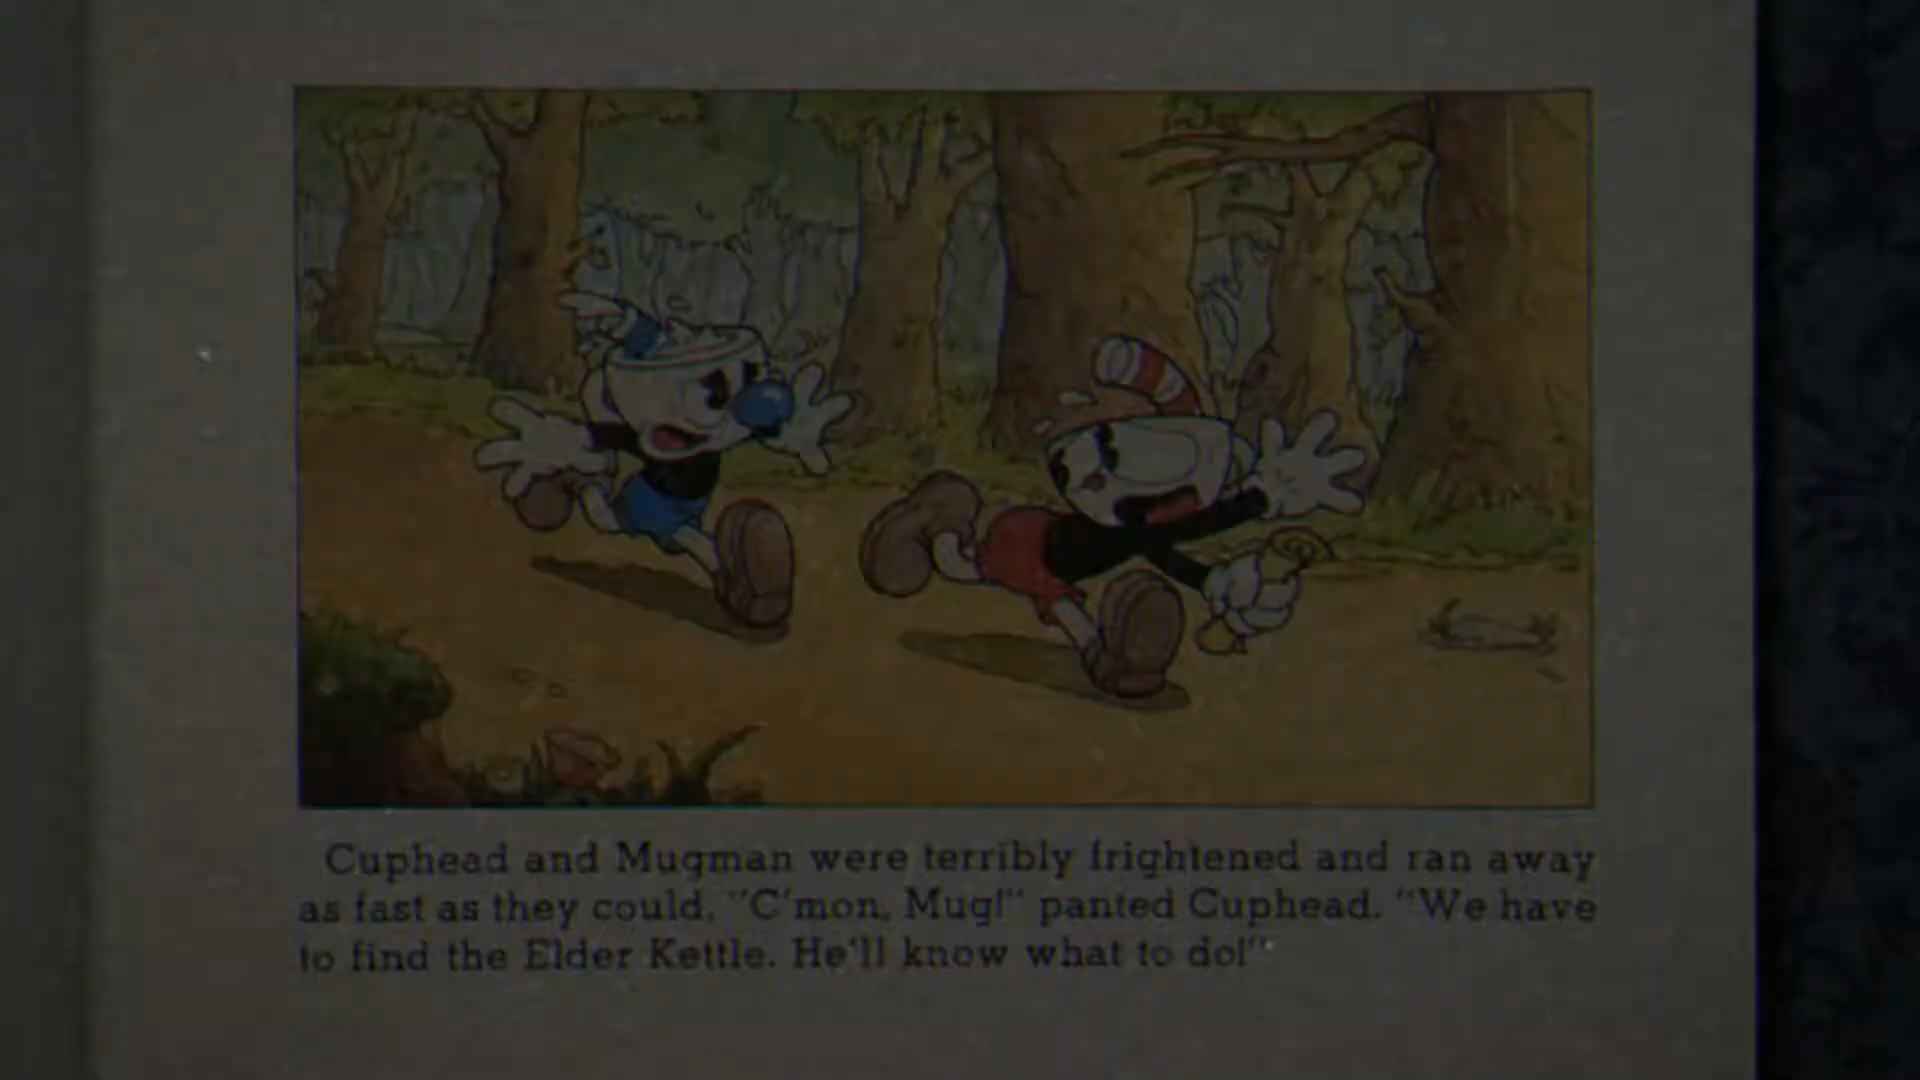 Cuphead and Mugman were terribly frightened and ran away
as fast as they could. "C'mon, Mug!" panted Cuphead. "We have
to find the Elder Kettle. He'll know what to do!"